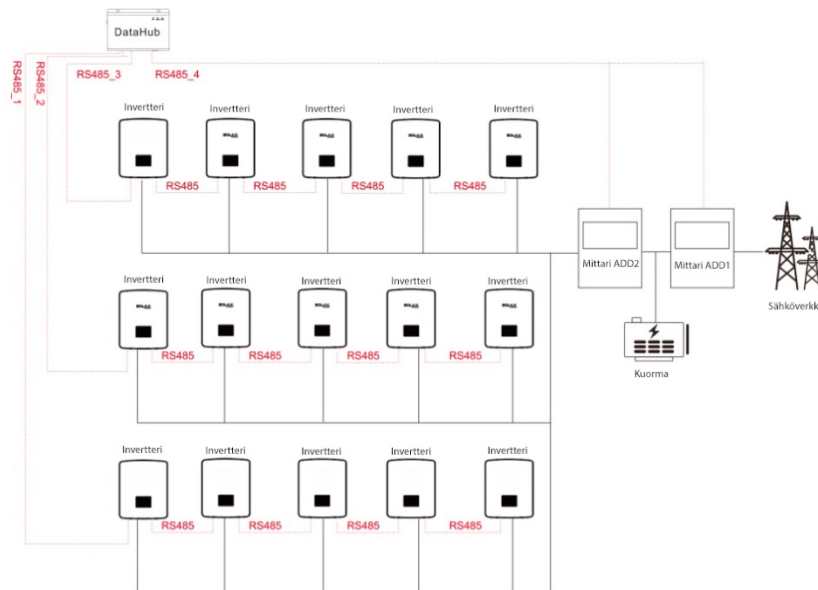 DataHub
RS485_1
RS485_2
RS485_3
RS485_4
Invertteri
Invertteri
Invertteri
Invertteri
Invertteri
RS485
RS485
RS485
RS485
Mittari ADD2
Mittari ADD1
Sähköverkk
Kuorma
Invertteri
Invertteri
Invertteri
Invertteri
Invertteri
RS485
RS485
RS485
RS485
Invertteri
Invertteri
Invertteri
Invertteri
Invertteri
RS485
RS485
RS485
RS485